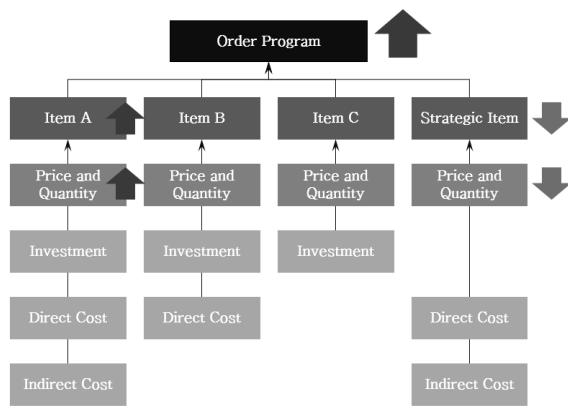 Order Program
Item A
Item B
Item C
Strategic Item
Price and
Quantity
Price and
Quantity
Price and
Quantity
Price and
Quantity
Investment
Investment
Investment
Direct Cost
Direct Cost
Direct Cost
Indirect Cost
Indirect Cost